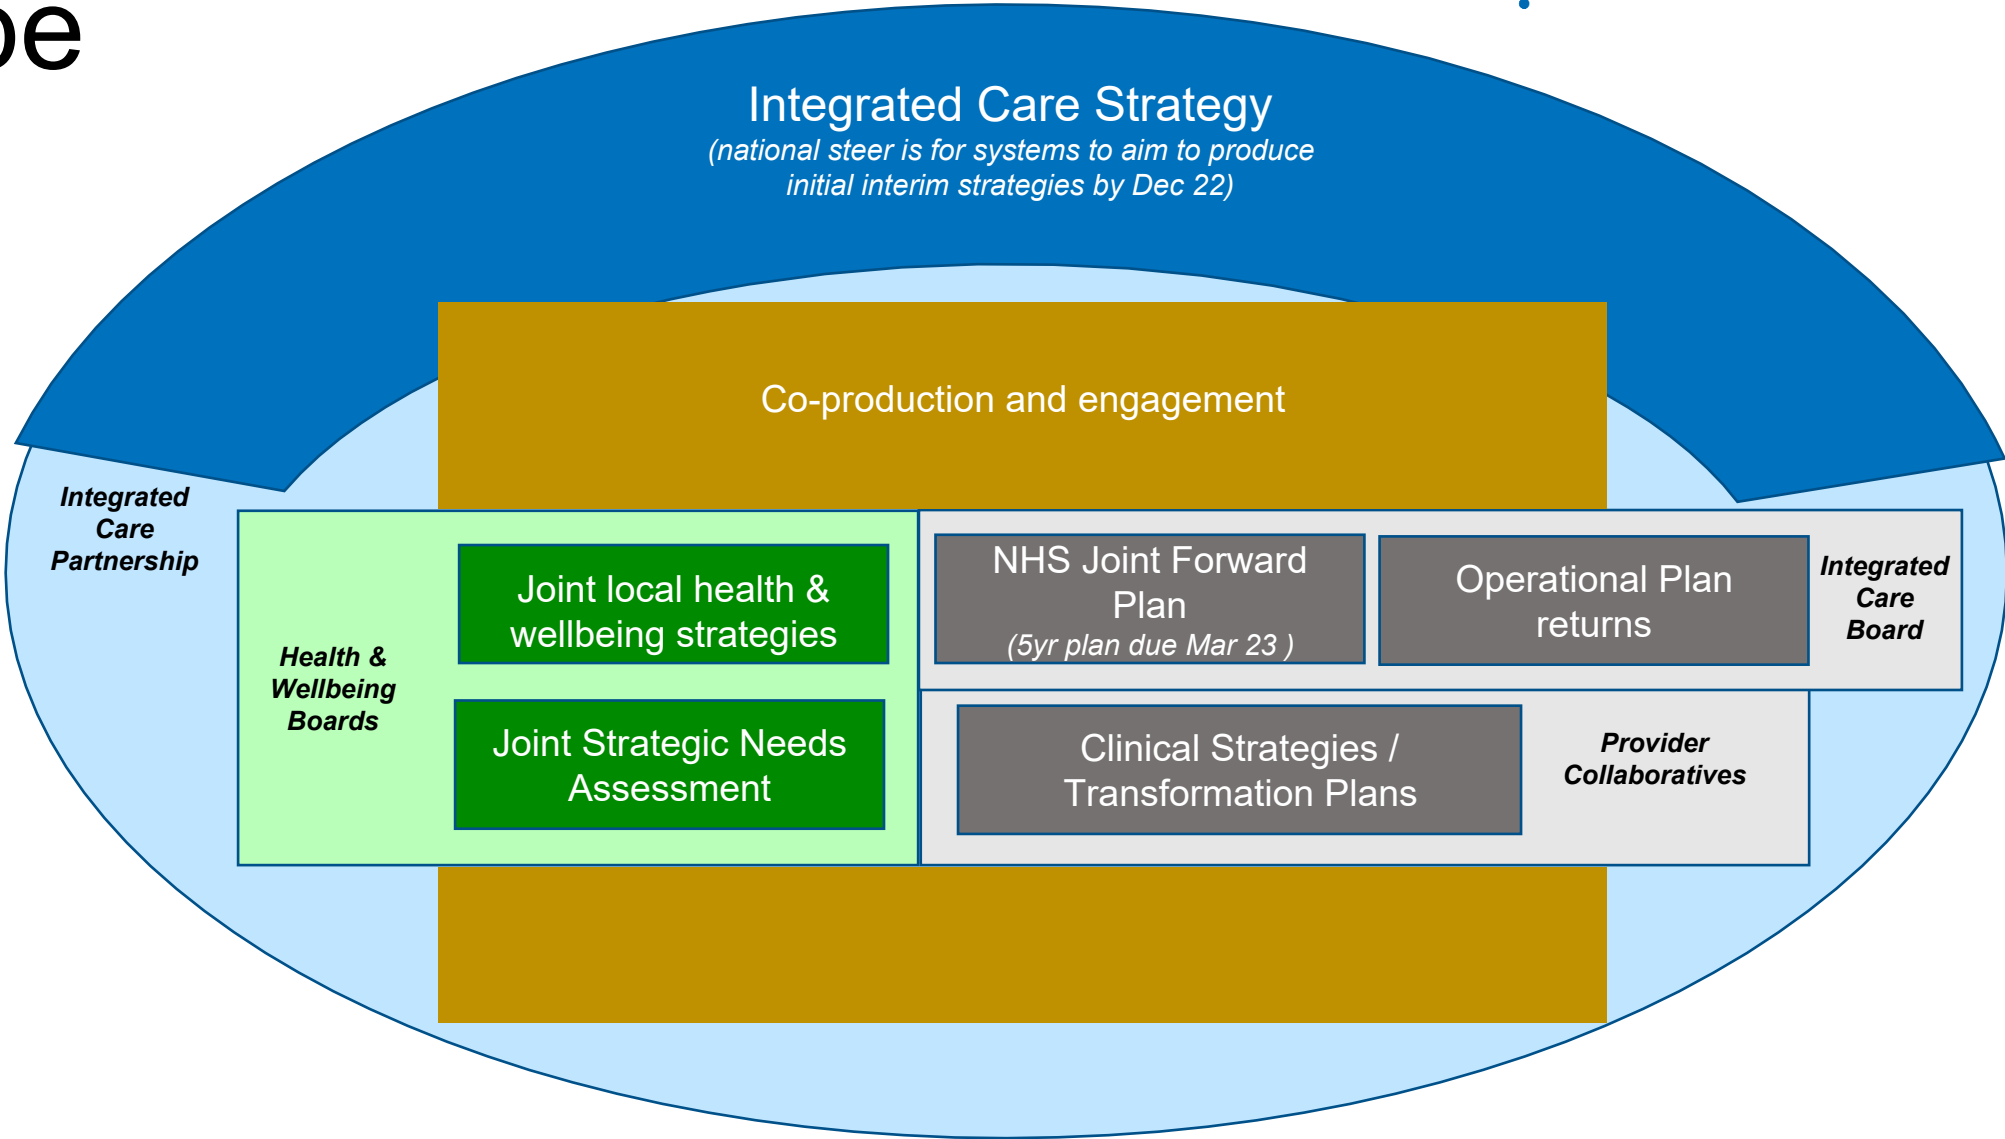 Integrated Care Strategy
(national steer is for systems to aim to produce
initial interim strategies by Dec 22)
Co-production and engagement
Integrated
Care
Partnership
Health &
Wellbeing
Boards
Joint local health &
wellbeing strategies
Joint Strategic Needs
Assessment
NHS Joint Forward
Plan
(5yr plan due Mar 23 )
Operational Plan
returns
Integrated
Care
Board
Clinical Strategies /
Transformation Plans
Provider
Collaboratives